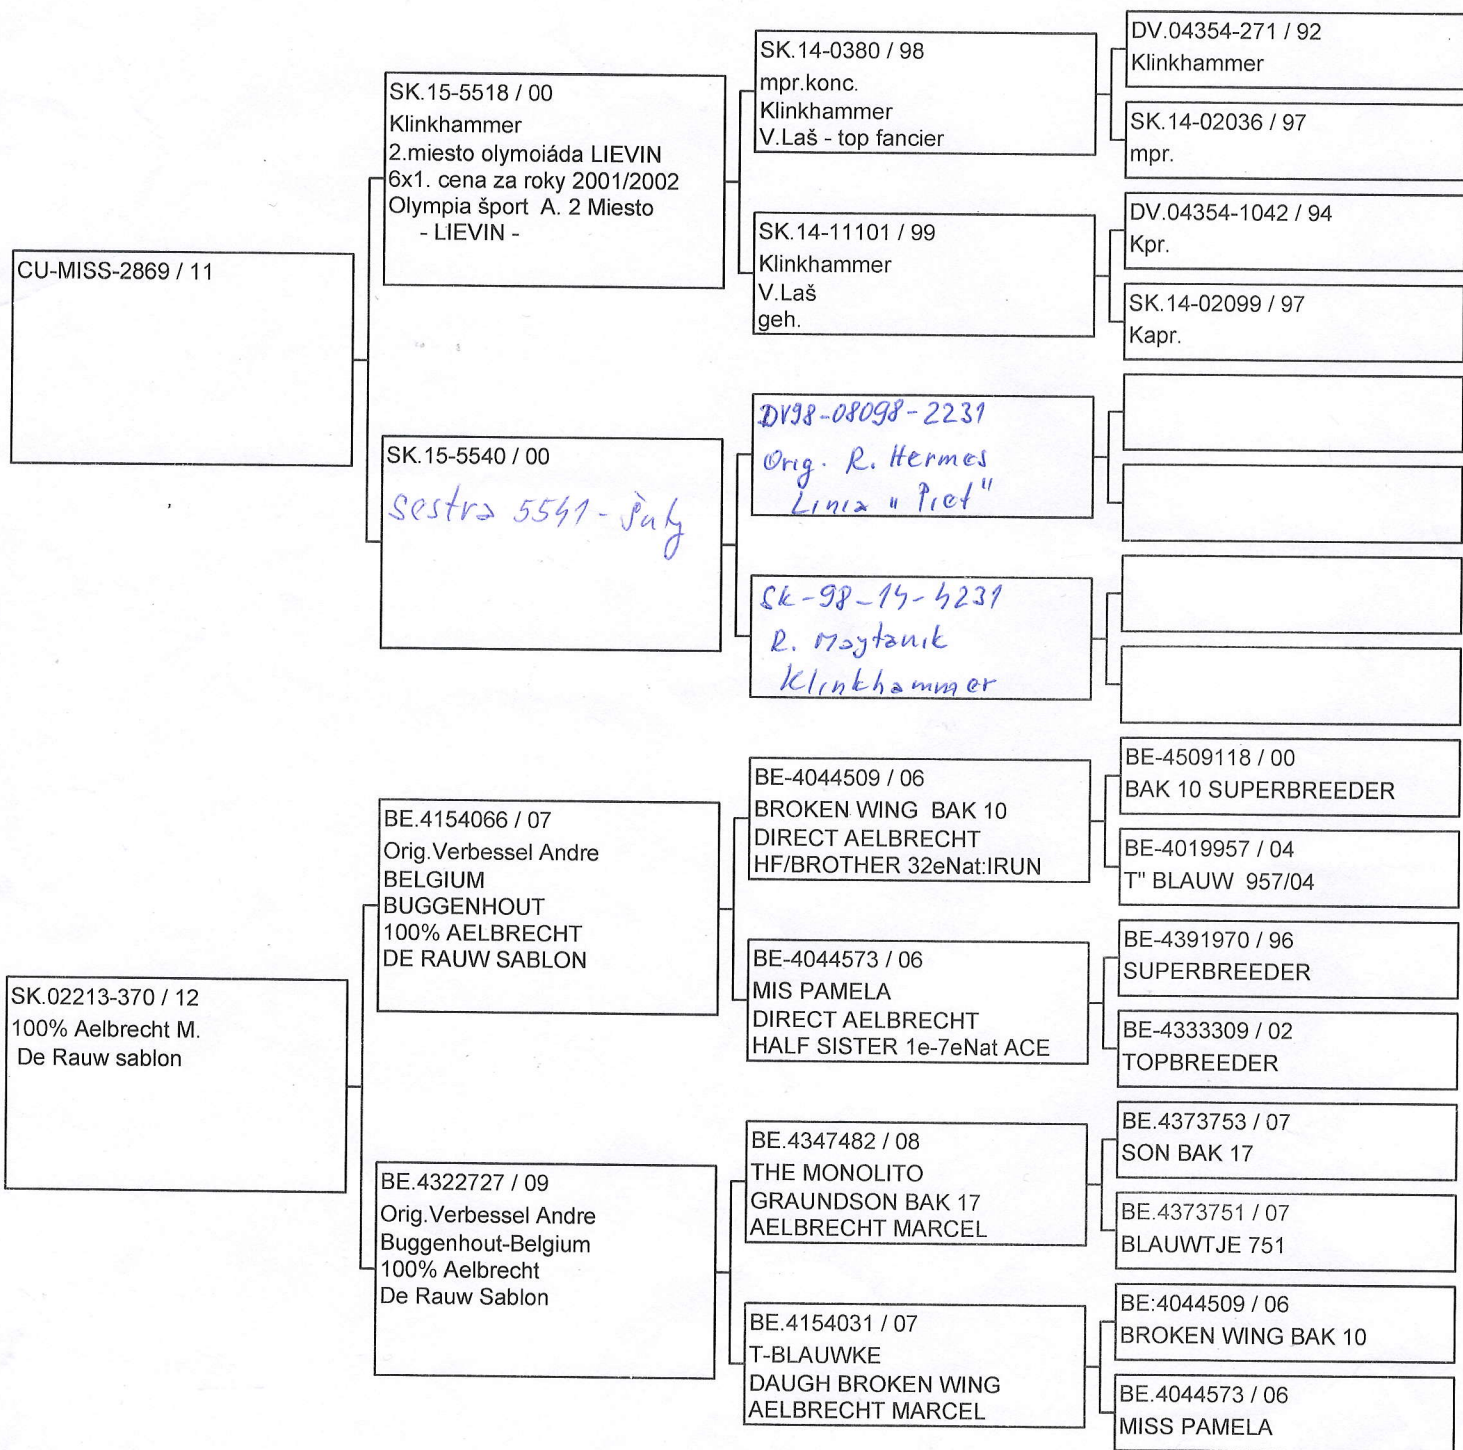 CU-MISS-2869 / 11
SK.15-5518 / 00
Klinkhammer
2.miesto olymoiáda LIEVIN
6x1. cena za roky 2001/2002
Olympia šport A. 2 Miesto
- LIEVIN -
SK.15-5540 / 00
sestra 5541 -
SK.14-0380 / 98
mpr.konc.
Klinkhammer
V.Laš - top fancier
SK.14-11101 / 99
Klinkhammer
V.Laš
geh.
DV98-08098-2231
Orig. R. Hermes
Linia "Piet"
SK-98-14-4231
R. Maytanik
Klinkhammer
DV.04354-271 / 92
Klinkhammer
SK.14-02036 / 97
mpr.
DV.04354-1042 / 94
Kpr.
SK.14-02099 / 97
Kapr.
SK.02213-370 / 12
100% Aelbrecht M.
De Rauw sablon
BE.4154066 / 07
Orig.Verbessel Andre
BELGIUM
BUGGENHOUT
100% AELBRECHT
DE RAUW SABLON
BE.4322727 / 09
Orig.Verbessel Andre
Buggenhout-Belgium
100% Aelbrecht
De Rauw Sablon
BE-4044509 / 06
BROKEN WING BAK 10
DIRECT AELBRECHT
HF/BROTHER 32eNat:IRUN
BE-4044573 / 06
MIS PAMELA
DIRECT AELBRECHT
HALF SISTER 1e-7eNat ACE
BE.4347482 / 08
THE MONOLITO
GRAUNDSON BAK 17
AELBRECHT MARCEL
BE.4154031 / 07
T-BLAUWKE
DAUGH BROKEN WING
AELBRECHT MARCEL
BE-4509118 / 00
BAK 10 SUPERBREEDER
BE-4019957 / 04
T" BLAUW 957/04
BE-4391970 / 96
SUPERBREEDER
BE-4333309 / 02
TOPBREEDER
BE.4373753 / 07
SON BAK 17
BE.4373751 / 07
BLAUWTJE 751
BE:4044509 / 06
BROKEN WING BAK 10
BE.4044573 / 06
MISS PAMELA